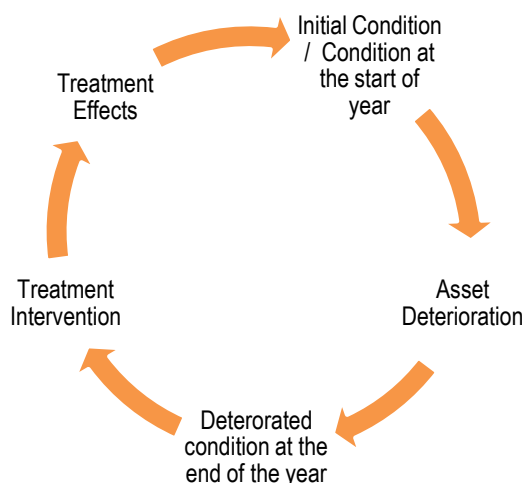 Initial Condition
/ Condition at
the start of
year
Asset
Deterioration
Deterorated
condition at the
end of the year
Treatment
Intervention
Treatment
Effects